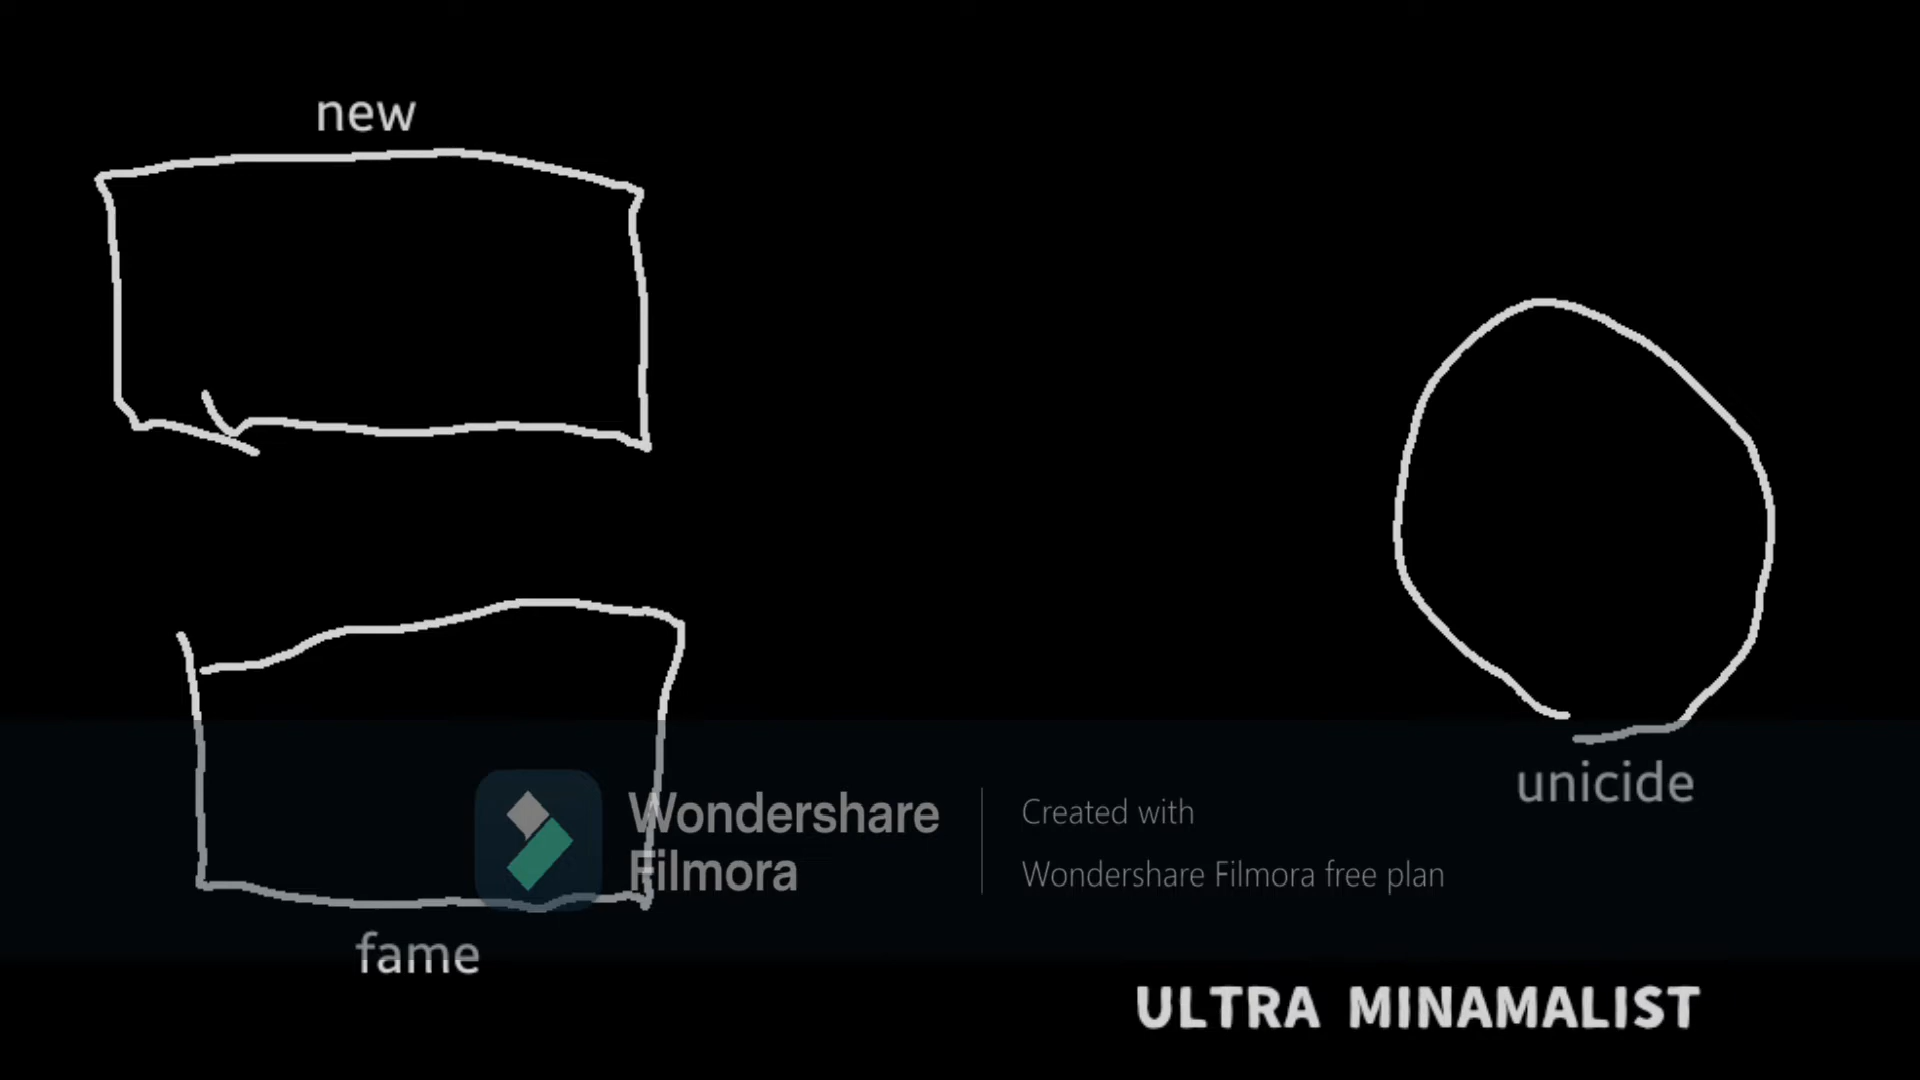 new
unicide
Wondershare
Filmora
Created with
Wondershare Filmora free plan
fame
ULTRA MINAMALIST